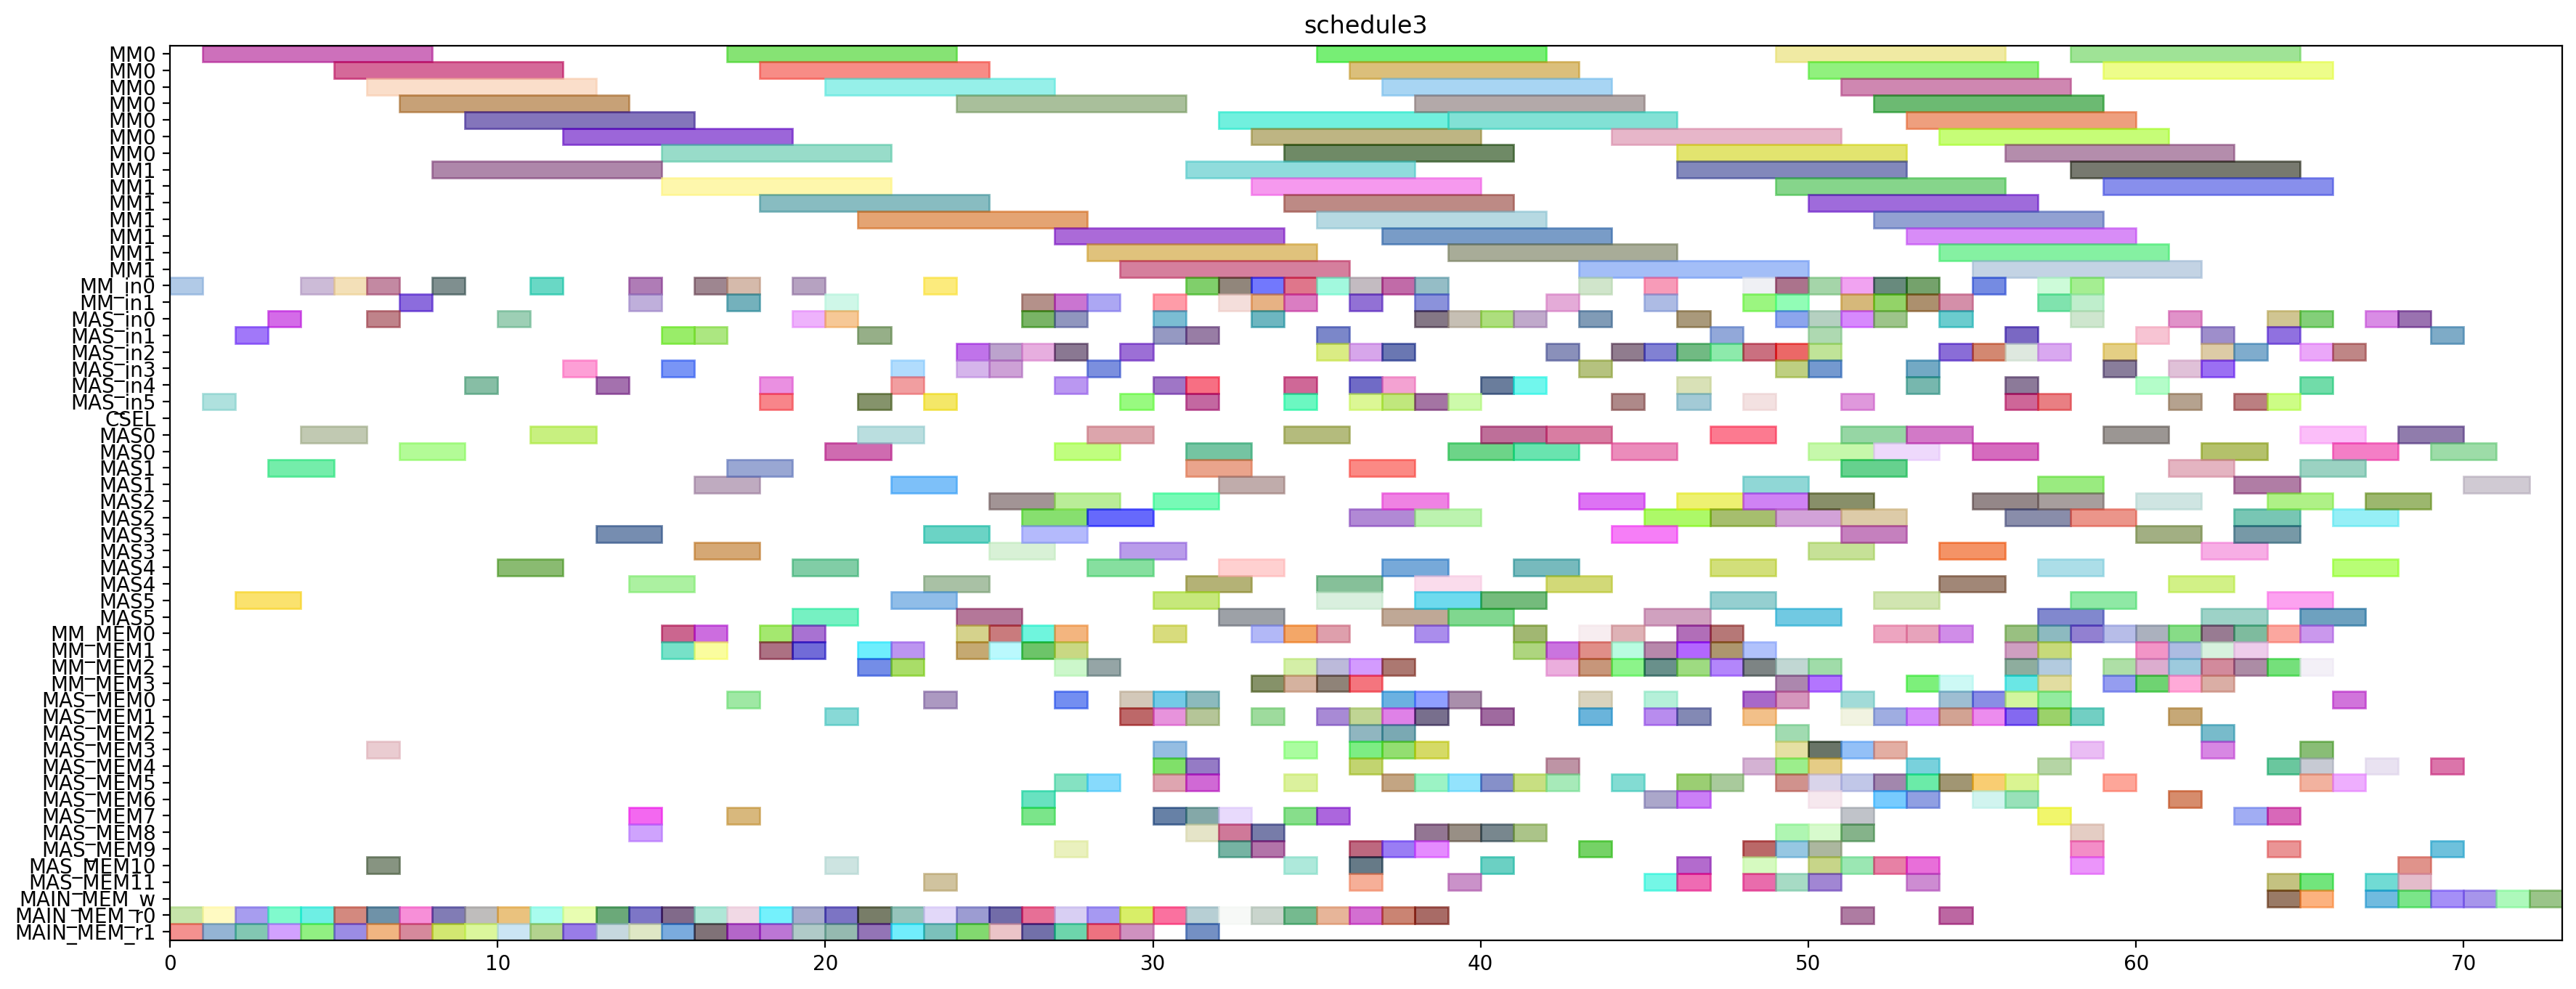 schedule3
MM0
MM0
MM0
MM0
MM0
MM0
MM0
MM1
MM1
MM1
MM1
MM1
MM1
MM1
MM_in0
MM_in1
MAS_in0
MAS_in1
MAS_in2
MAS_in3
MAS_in4
MAS_in5
CSEL
MAS0
MAS0
MAS1
MAS1
MAS2
MAS2
MAS3
MAS3
MAS4
MAS4
MAS5
MAS5
MM_MEM0
MM_MEM1
MM_MEM2
MM_MEM3
MAS_MEM0
MAS_MEM1
MAS_MEM2
MAS_MEM3
MAS_MEM4
MAS_MEM5
MAS_MEM6
MAS_MEM7
MAS_MEM8
MAS_MEM9
MAS_MEM10
MAS_MEM11
MAIN_MEM_w
MAIN_MEM_r0
MAIN_MEM_r1
0 10 20 30 40 50 60 70